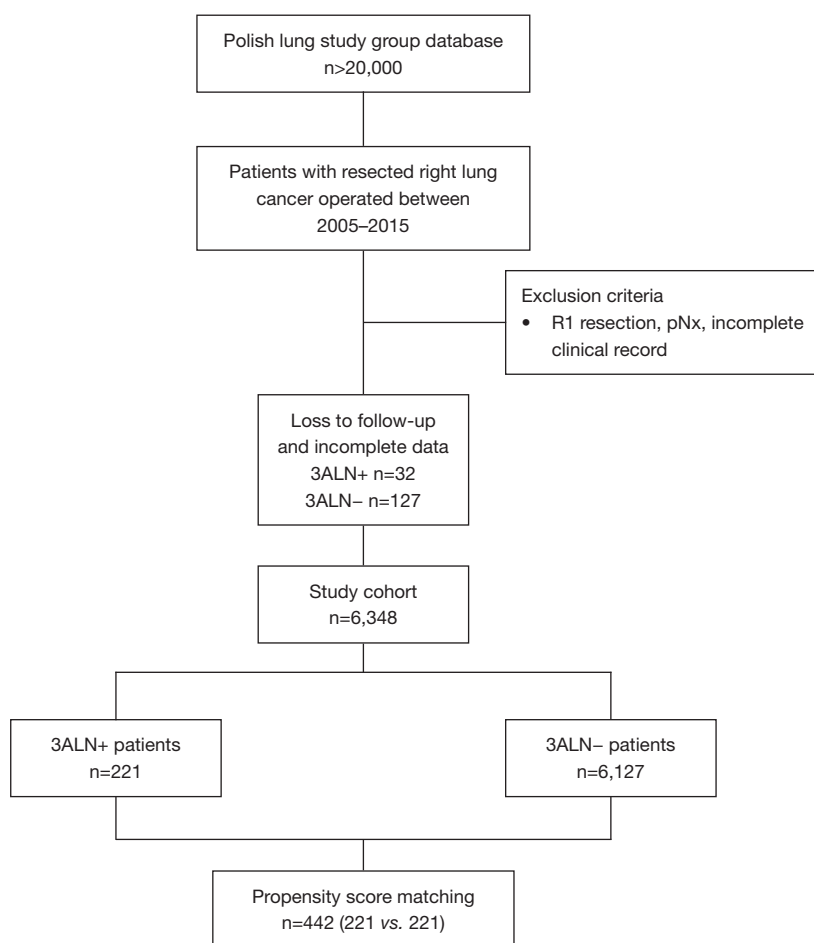 Polish lung study group database
n>20,000
Patients with resected right lung
cancer operated between
2005–2015
Exclusion criteria
• R1 resection, pNx, incomplete
clinical record
Loss to follow-up
and incomplete data
3ALN+ n=32
3ALN− n=127
Study cohort
n=6,348
3ALN+ patients
n=221
3ALN− patients
n=6,127
Propensity score matching
n=442 (221 vs. 221)